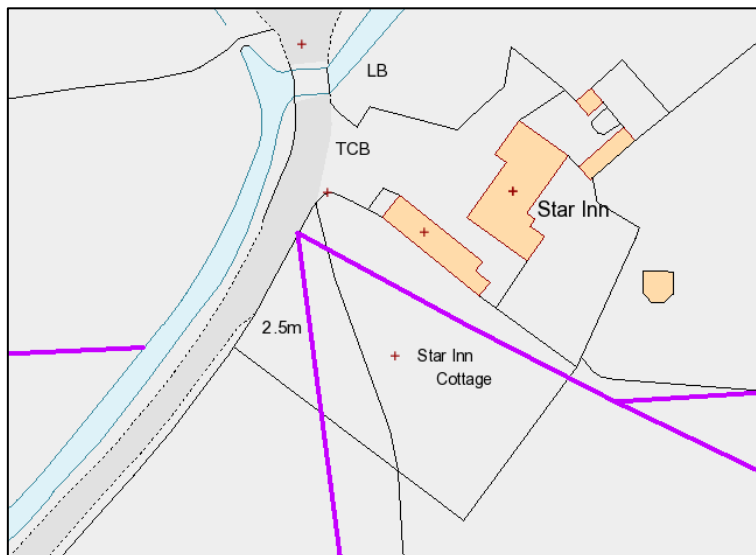 LB
TCB
Star Inn
2.5m
Star Inn
Cottage